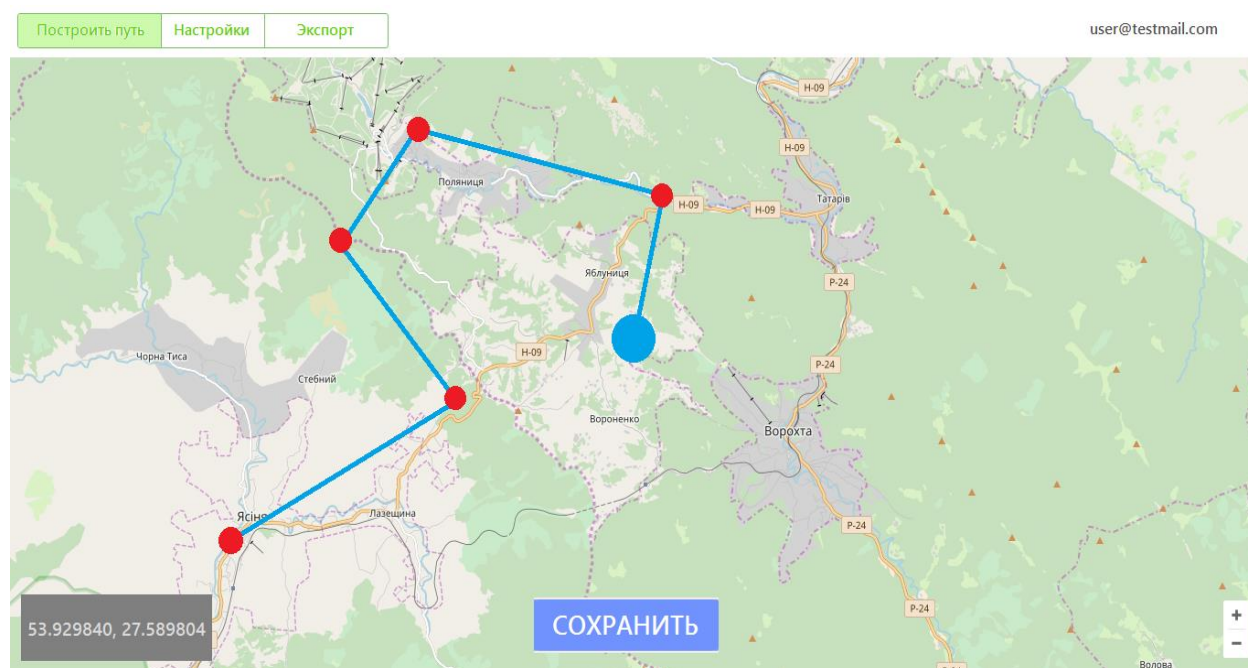 Построить путь
Настройки
Экспорт
user@testmail.com
Н-09
Н-09
Поляниця
Н-09
Н-09
Татарів
Яблуниця
Р-24
Н-09
Чорна Тиса
Р-24
Стебний
Вороненко
Ворохта
Ясіня
Лазещина
Р-24
Р-24
53.929840, 27.589804
СОХРАНИТЬ
+
−
Волова